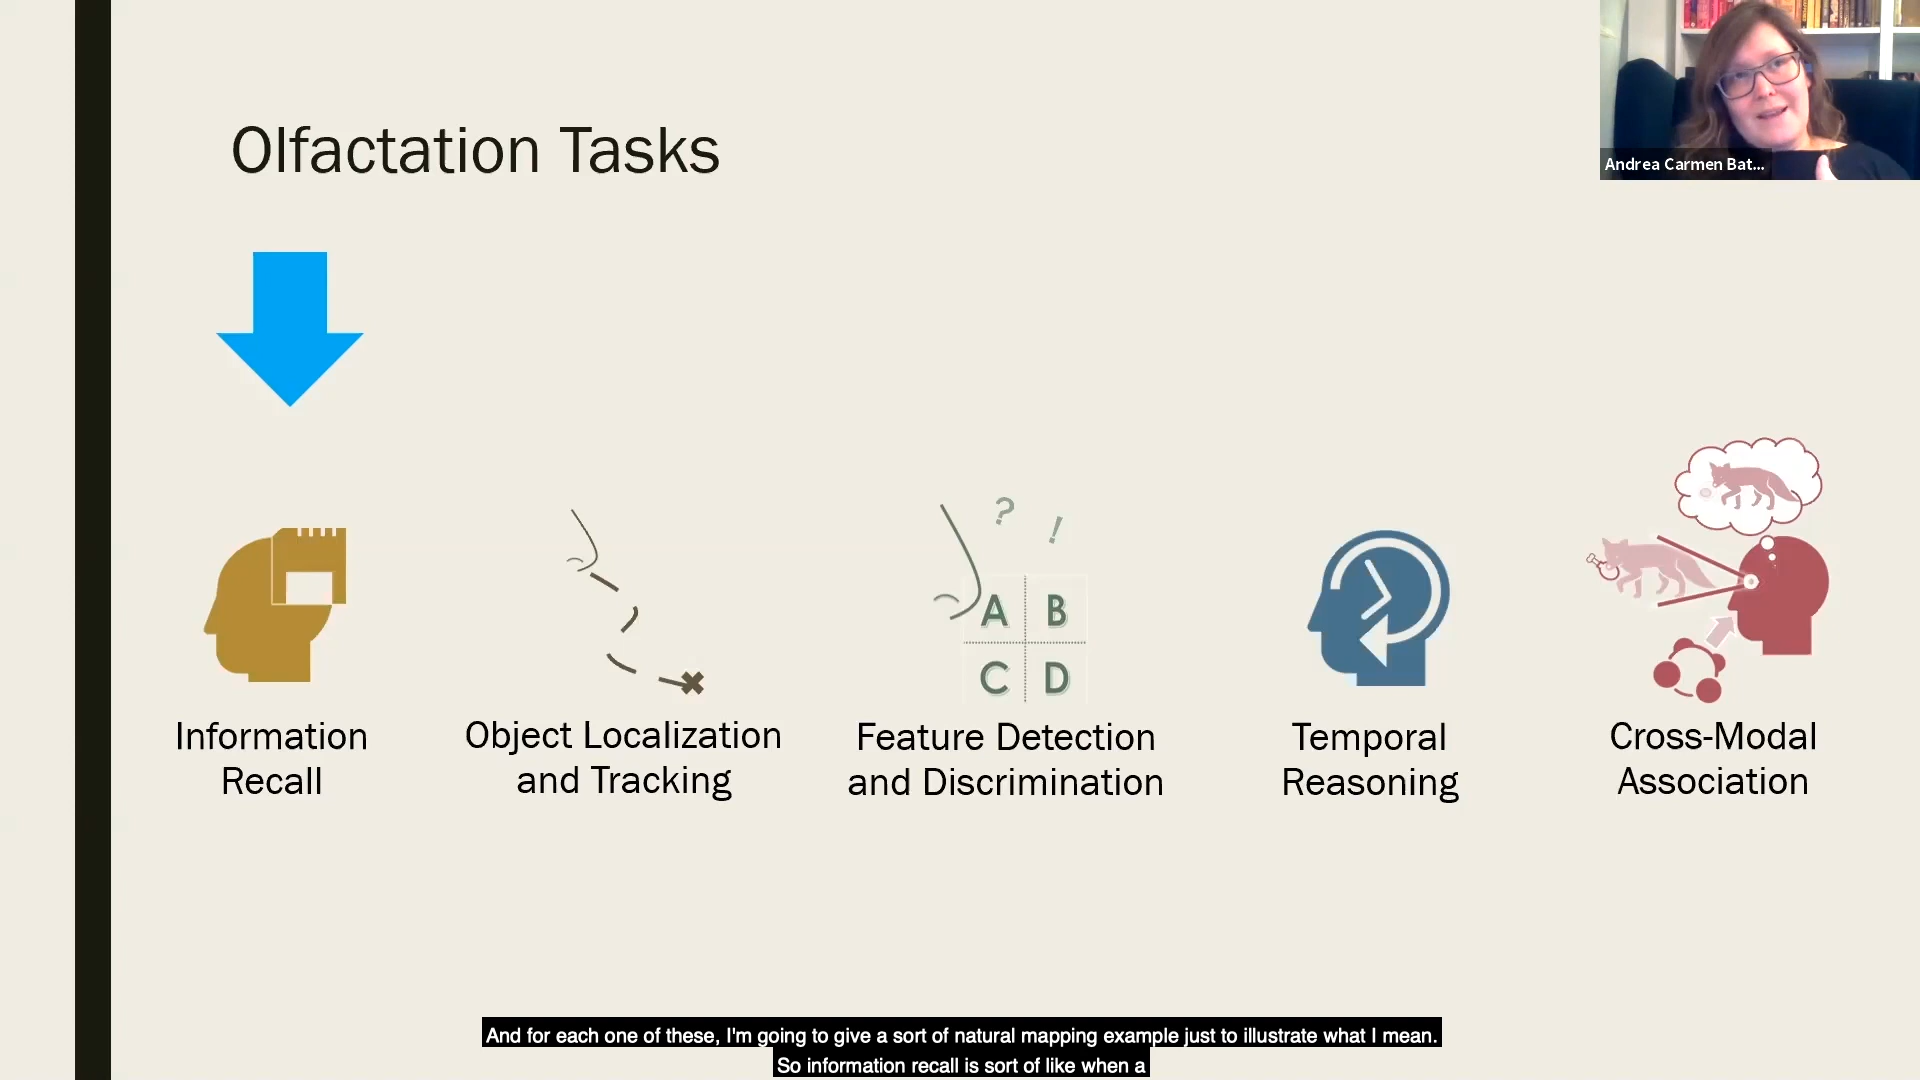 Olfactation Tasks
Andrea Carmen Bat...
? !
A B
C D
Information
Recall
Object Localization
and Tracking
Feature Detection
and Discrimination
Temporal
Reasoning
Cross-Modal
Association
And for each one of these, I'm going to give a sort of natural mapping example just to illustrate what I mean.
So information recall is sort of like when a